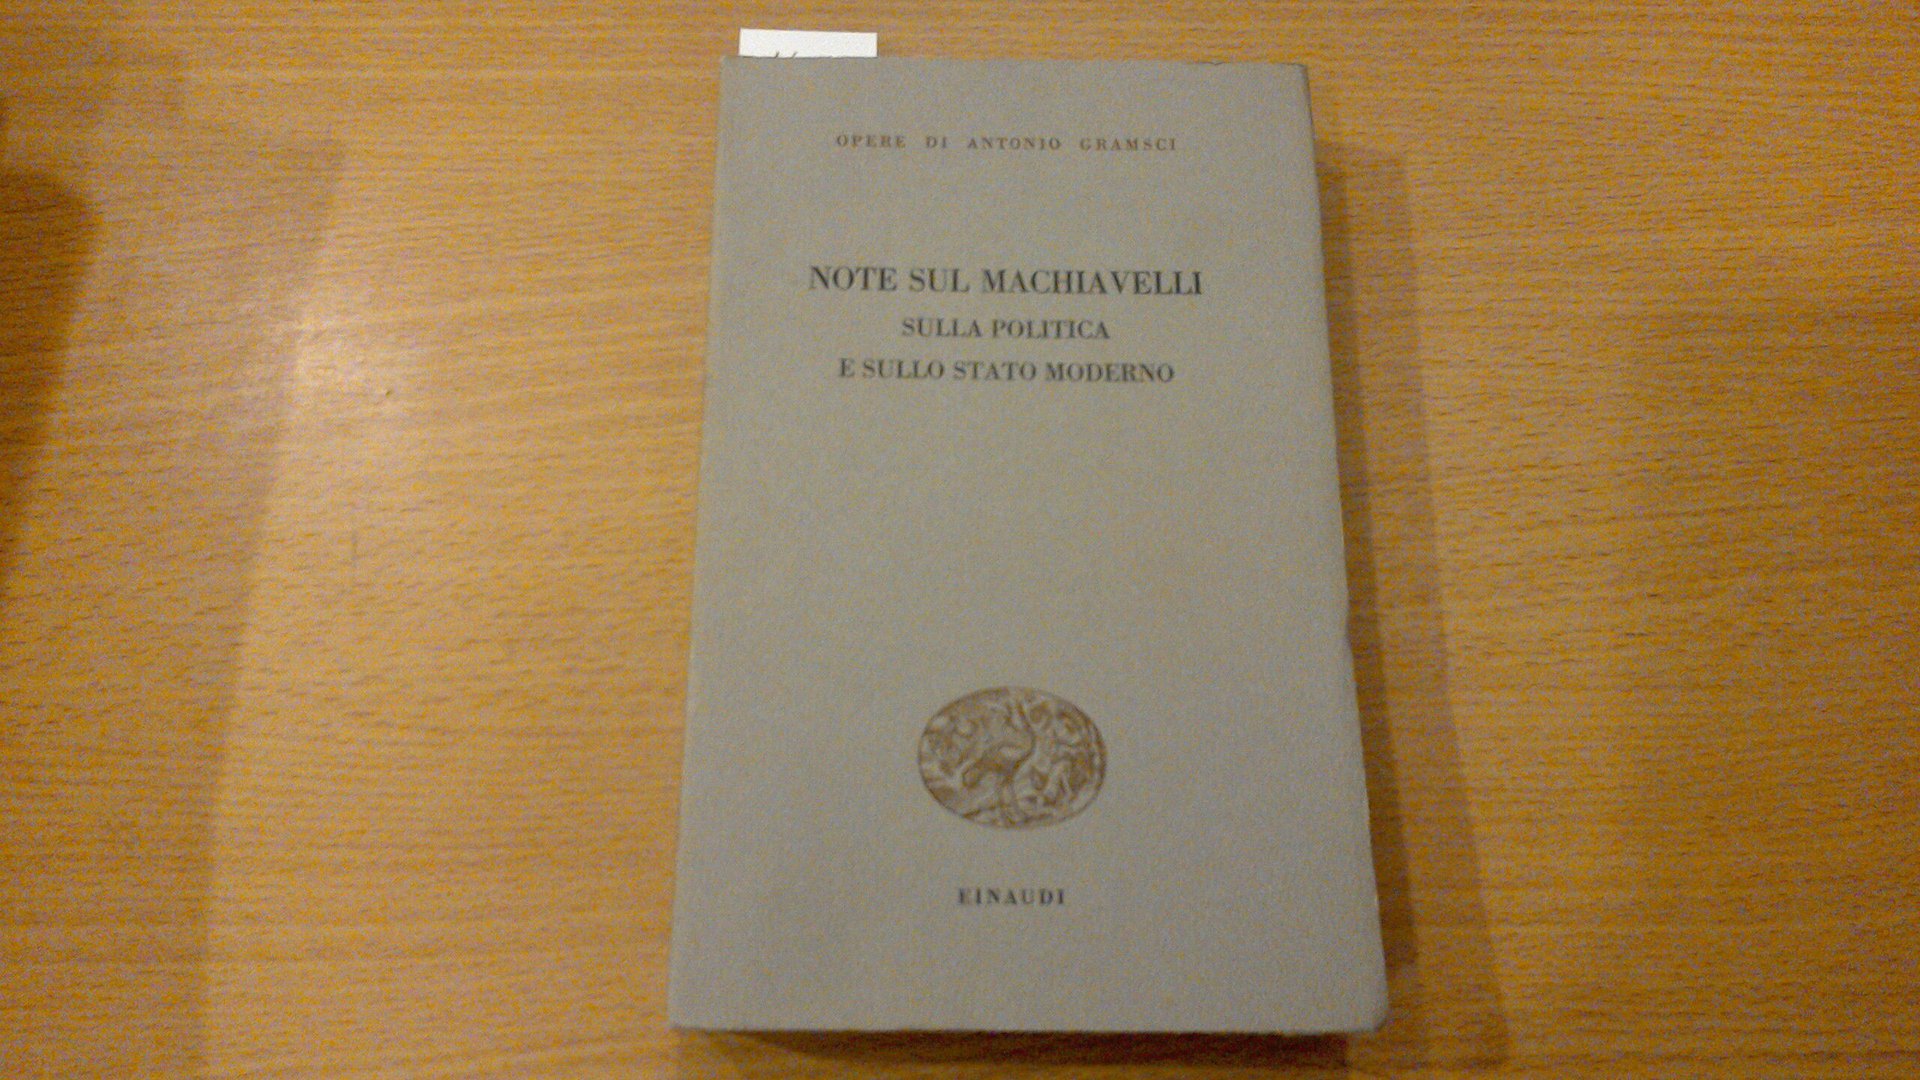 OPERE DI ANTONIO GRAMSCI
NOTE SUL MACHIAVELLI
SULLA POLITICA
E SULLO STATO MODERNO
EINAUDI